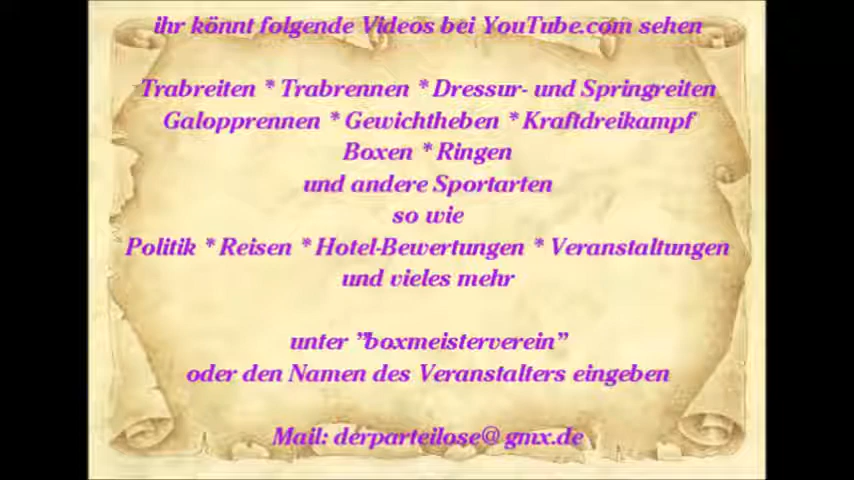 ihr könnt folgende Videos bei YouTube.com sehen
Trabreiten * Trabrennen * Dressur- und Springreiten
Galopprennen * Gewichtheben * Kraftdreikampf
Boxen * Ringen
und andere Sportarten
so wie
Politik * Reisen * Hotel-Bewertungen * Veranstaltungen
und vieles mehr
unter "boxmeisterverein"
oder den Namen des Veranstalters eingeben
Mail: derparteilose@gmx.de